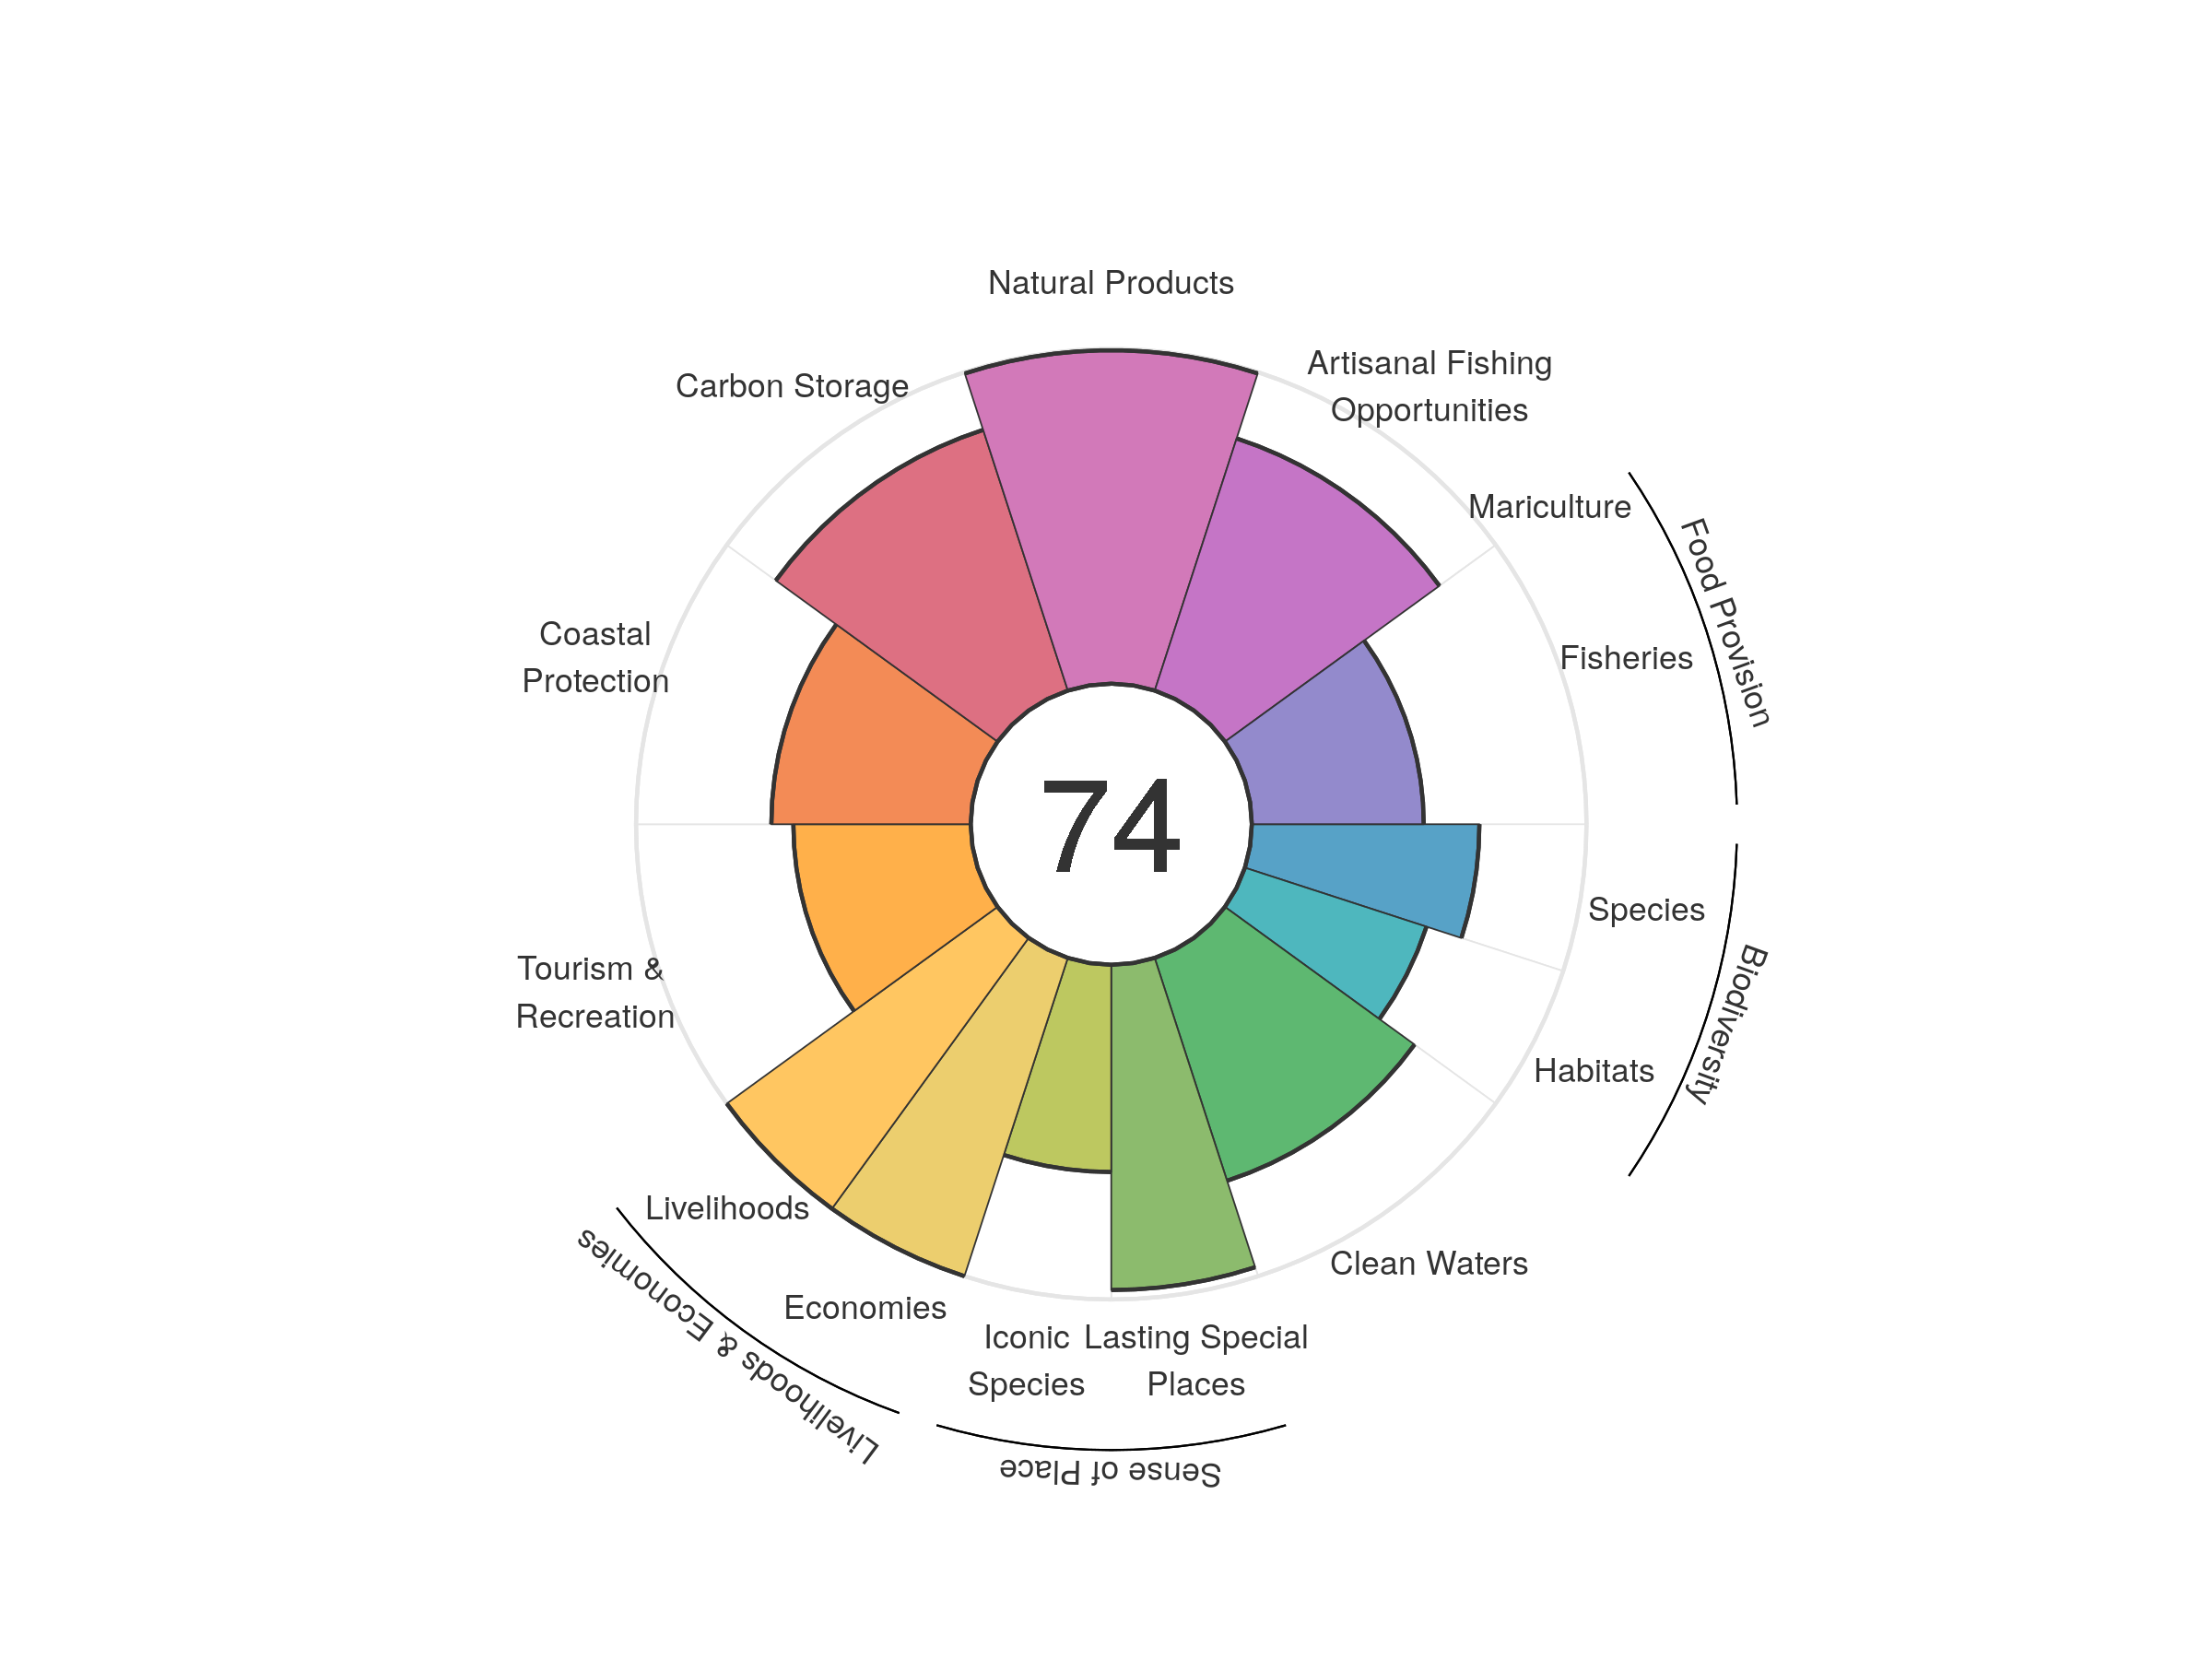 Natural Products
Artisanal Fishing
Opportunities
Carbon Storage
Mariculture
Food Provision
Fisheries
Coastal
Protection
74
Species
Biodiversity
Tourism &
Recreation
Habitats
Livelihoods
Livelihoods & Economies
Clean Waters
Economies
Iconic
Species
Lasting Special
Places
Sense of Place